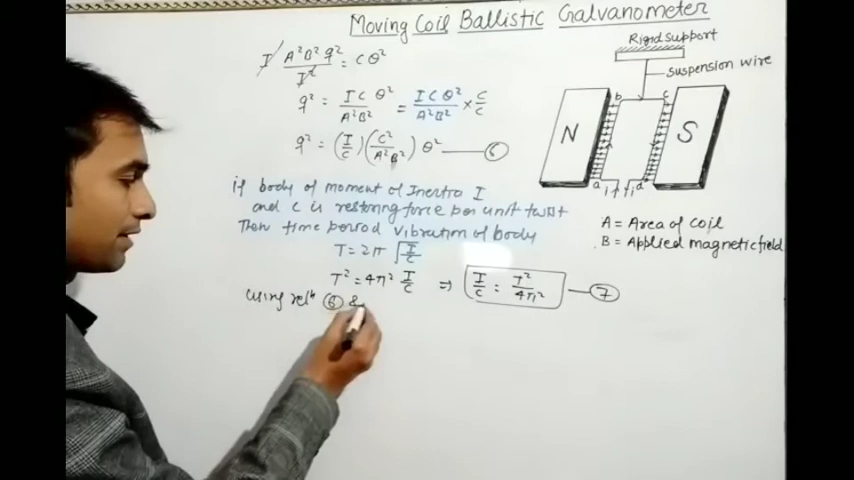 Moving Coil Ballistic Galvanometer
I A²B²q²/I² = Cθ²
q² = IC/A²B² θ² = ICθ²/A²B² × C/C
q² = (I/C)(C²/A²B²) θ² —— ⑥
if body of moment of Inertia I
and C is restoring force per unit twist
Then time period vibration of body
T = 2π √I/C
T² = 4π² I/C ⇒ I/C = T²/4π² —— ⑦
using relⁿ ⑥ &
Rigid support
suspension wire
b c
N S
a d
A = Area of coil
B = Applied magnetic field